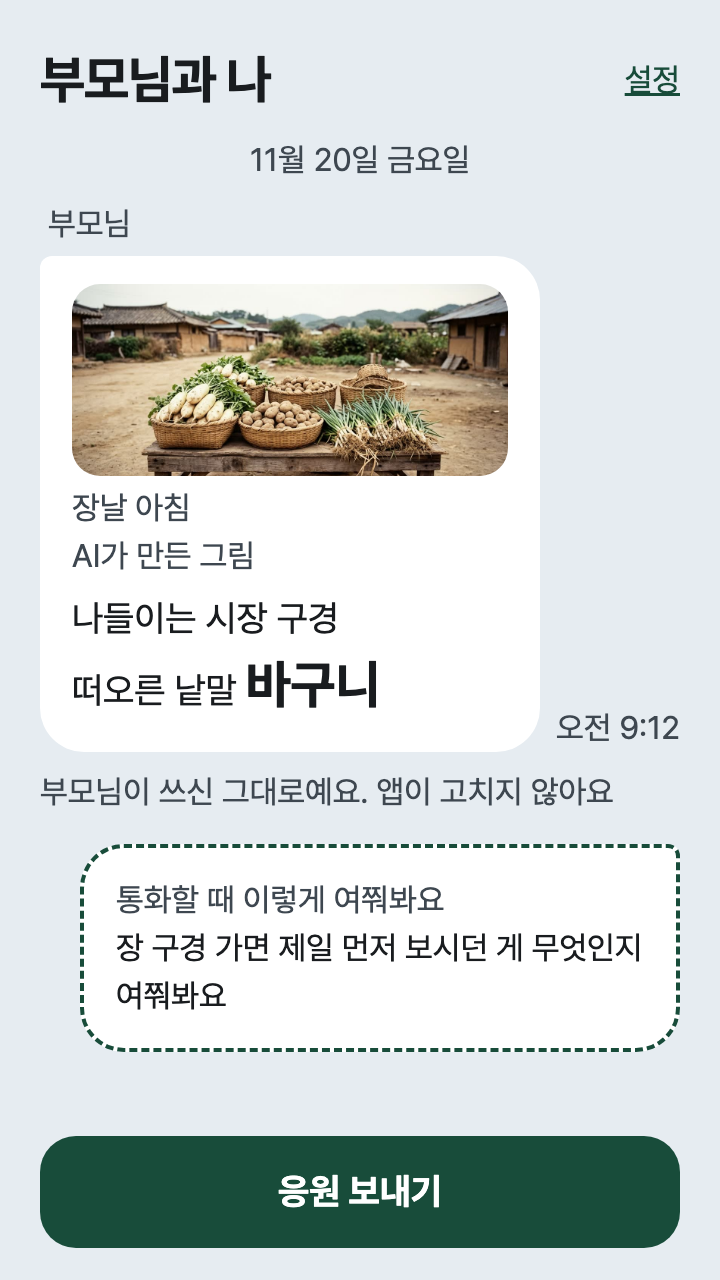 부모님과 나
설정
11월 20일 금요일
부모님
장날 아침
AI가 만든 그림
나들이는 시장 구경
떠오른 낱말 바구니
오전 9:12
부모님이 쓰신 그대로예요. 앱이 고치지 않아요
통화할 때 이렇게 여쭤봐요
장 구경 가면 제일 먼저 보시던 게 무엇인지
여쭤봐요
응원 보내기